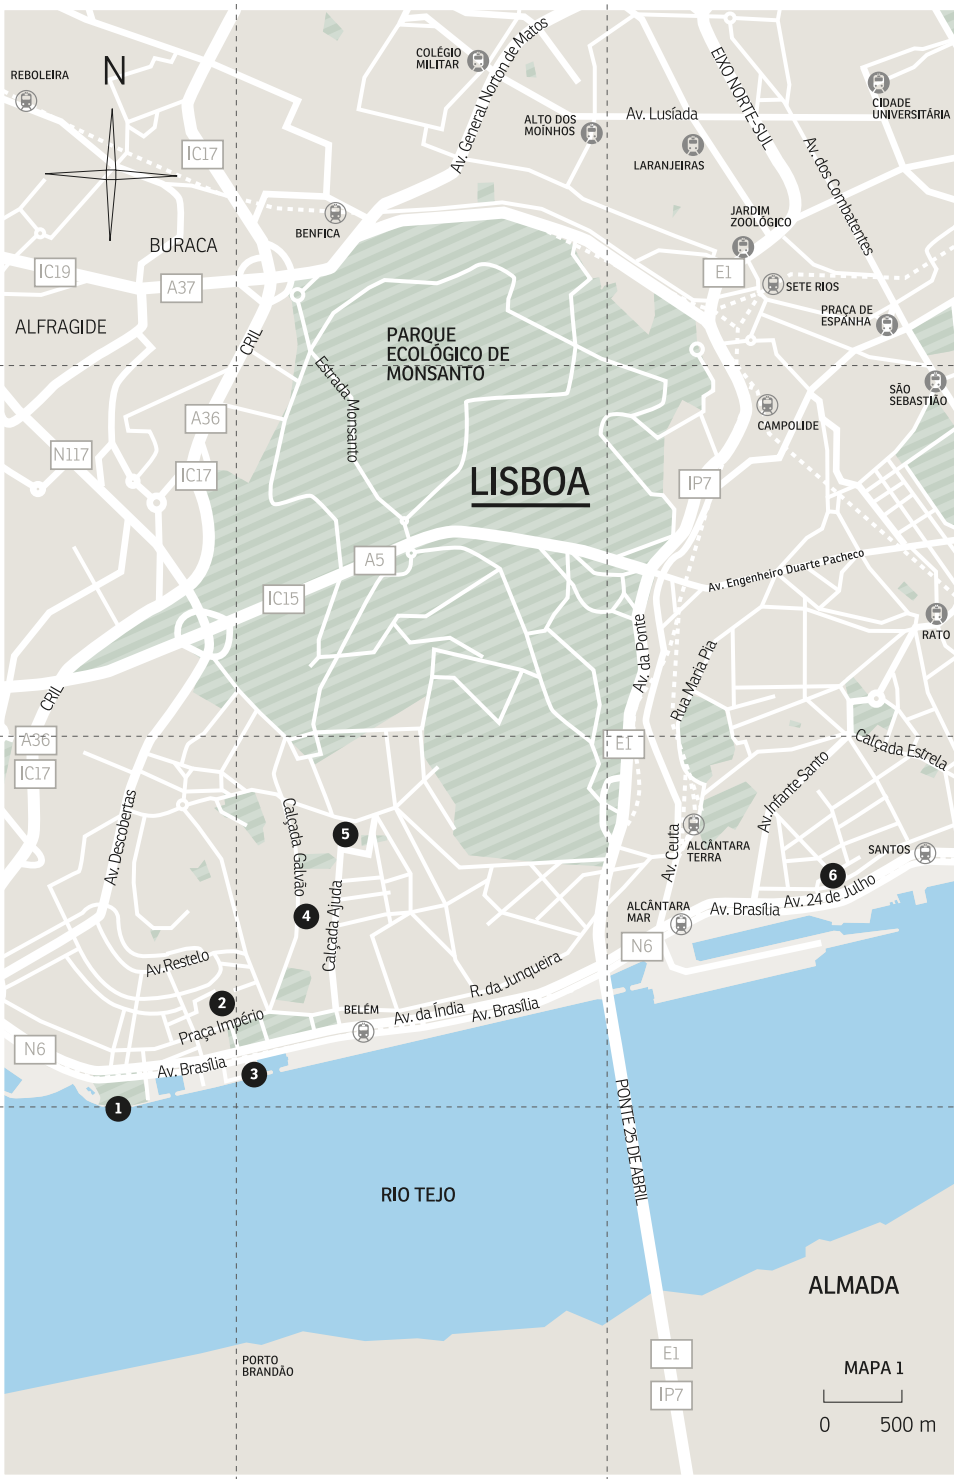 COLÉGIO
MILITAR
Av. General Norton de Matos
EIXO NORTE-SUL
REBOLEIRA
N
CIDADE
UNIVERSITÁRIA
ALTO DOS
MOÍNHOS
Av. Lusíada
IC17
LARANJEIRAS
Av. dos Combatentes
BENFICA
JARDIM
ZOOLÓGICO
BURACA
IC19
A37
E1
SETE RIOS
ALFRAGIDE
CRIL
PRAÇA DE
ESPANHA
PARQUE
ECOLÓGICO DE
MONSANTO
Estrada Monsanto
SÃO
SEBASTIÃO
A36
CAMPOLIDE
N117
IC17
LISBOA
IP7
A5
Av. Engenheiro Duarte Pacheco
IC15
RATO
Av. da Ponte
Rua Maria Pia
CRIL
A36
IC17
E1
Calçada Estrela
Av. Infante Santo
Av. Descobertas
Calçada Galvão
5
ALCÂNTARA
TERRA
Av. Ceuta
SANTOS
6
Av. 24 de Julho
4
Calçada Ajuda
ALCÂNTARA
MAR
Av. Brasília
N6
Av.Restelo
R. da Junqueira
2
Praça Império
BELÉM
Av. da Índia
Av. Brasília
N6
Av. Brasília
3
1
PONTE 25 DE ABRIL
RIO TEJO
ALMADA
PORTO
BRANDÃO
E1
IP7
MAPA 1
0 500 m